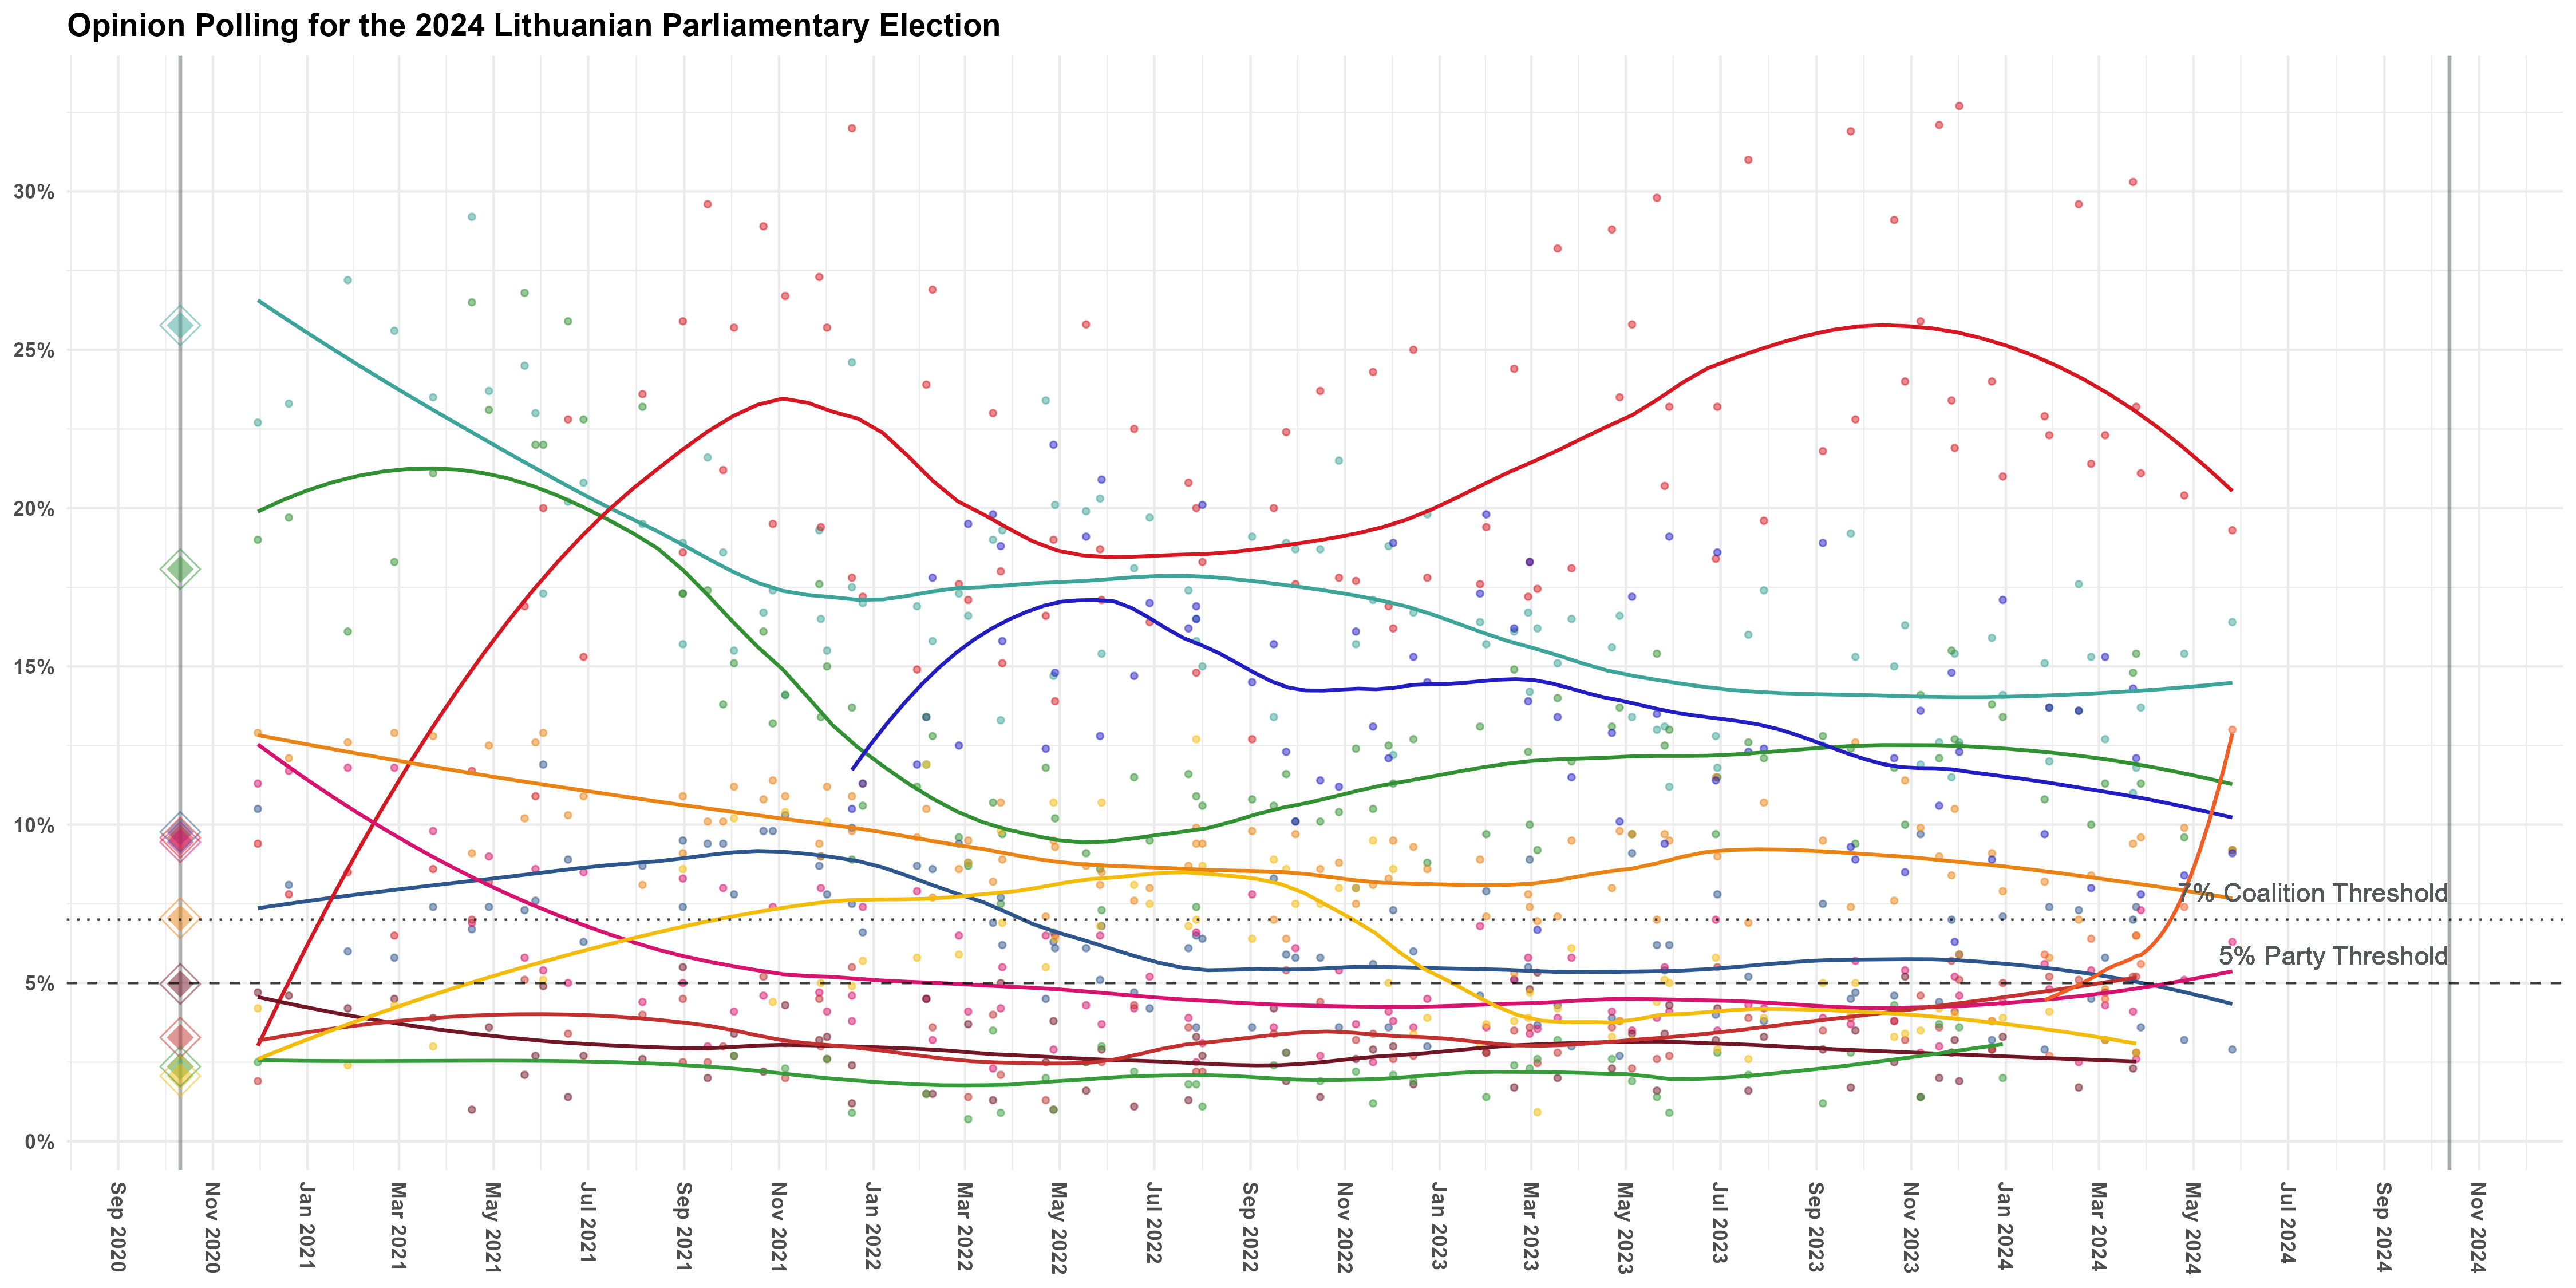 Opinion Polling for the 2024 Lithuanian Parliamentary Election
30%
25%
20%
15%
10%
7% Coalition Threshold
5% Party Threshold
5%
0%
Sep 2020
Nov 2020
Jan 2021
Mar 2021
May 2021
Jul 2021
Sep 2021
Nov 2021
Jan 2022
Mar 2022
May 2022
Jul 2022
Sep 2022
Nov 2022
Jan 2023
Mar 2023
May 2023
Jul 2023
Sep 2023
Nov 2023
Jan 2024
Mar 2024
May 2024
Jul 2024
Sep 2024
Nov 2024